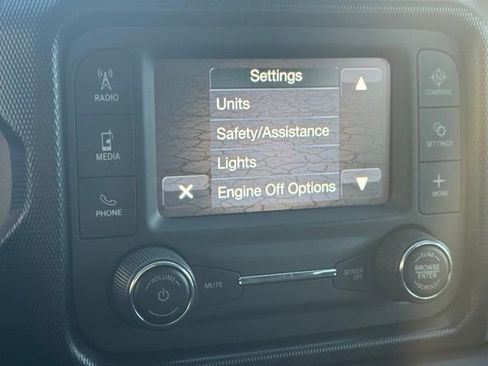 Settings
Units
Safety/Assistance
Lights
Engine Off Options
RADIO
MEDIA
PHONE
COMPASS
SETTINGS
MORE
VOLUME
MUTE
SCREEN
OFF
TUNE
BROWSE
ENTER
SCROLL